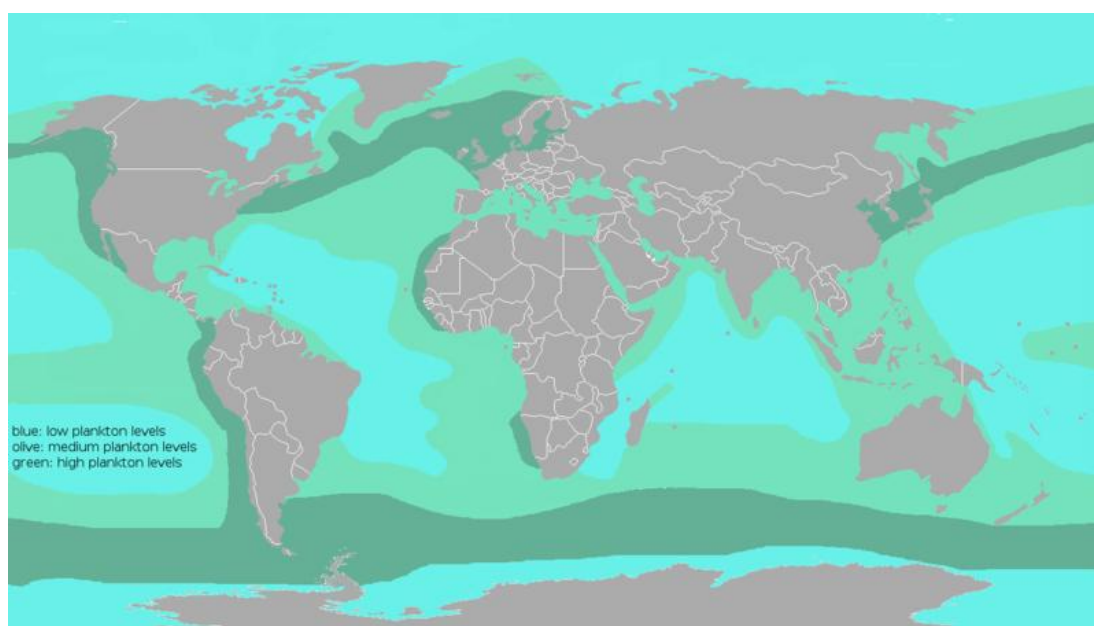 blue: low plankton levels
olive: medium plankton levels
green: high plankton levels